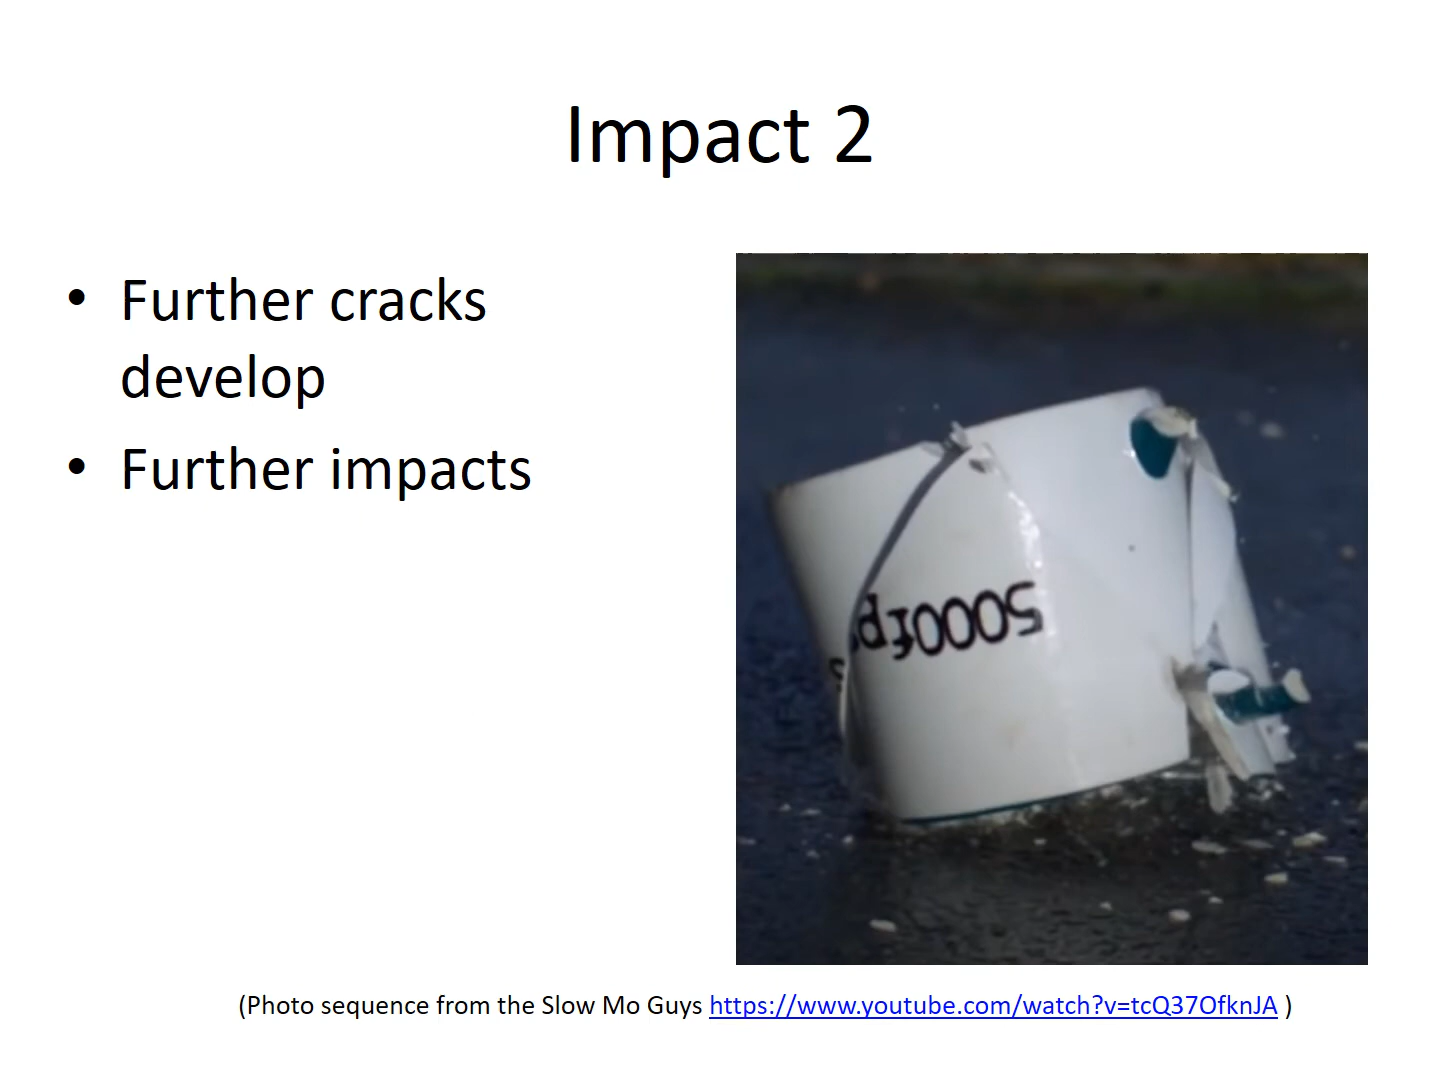 Impact 2
• Further cracks
develop
• Further impacts
5000fps
(Photo sequence from the Slow Mo Guys https://www.youtube.com/watch?v=tcQ37OfknJA )